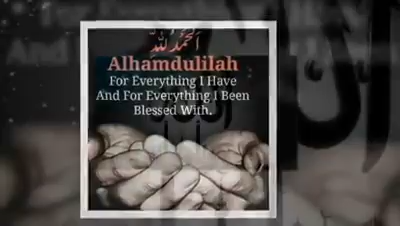 الحمد لله
Alhamdulilah
For Everything I Have
And For Everything I Been
Blessed With.